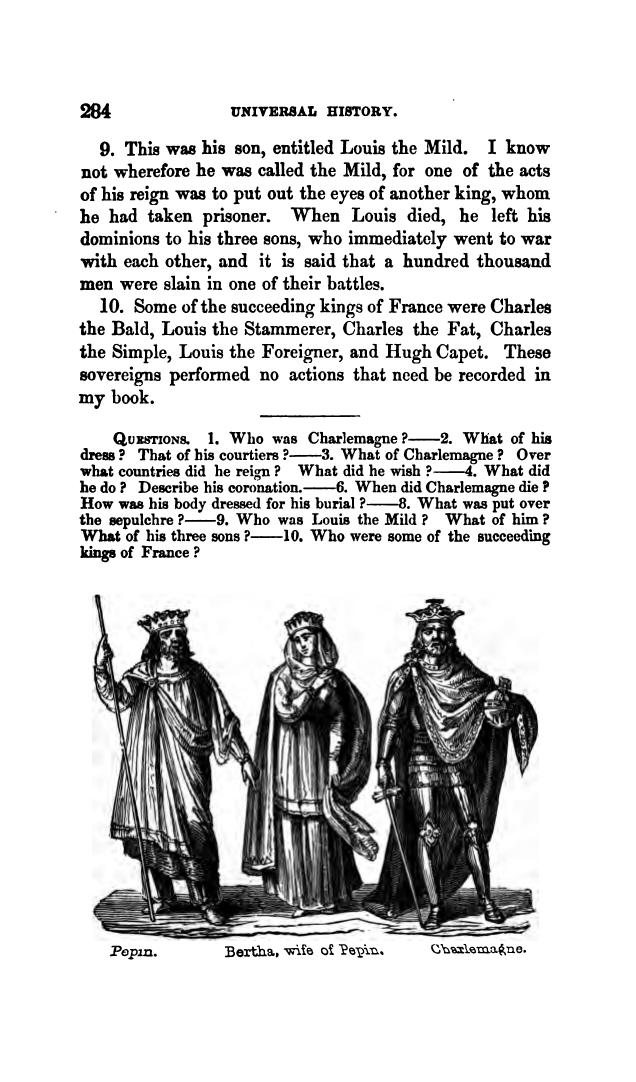 284 UNIVERSAL HISTORY.
9. This was his son, entitled Louis the Mild. I know
not wherefore he was called the Mild, for one of the acts
of his reign was to put out the eyes of another king, whom
he had taken prisoner. When Louis died, he left his
dominions to his three sons, who immediately went to war
with each other, and it is said that a hundred thousand
men were slain in one of their battles.
10. Some of the succeeding kings of France were Charles
the Bald, Louis the Stammerer, Charles the Fat, Charles
the Simple, Louis the Foreigner, and Hugh Capet. These
sovereigns performed no actions that need be recorded in
my book.
QUESTIONS. 1. Who was Charlemagne ?——2. What of his
dress ? That of his courtiers ?——3. What of Charlemagne ? Over
what countries did he reign ? What did he wish ?——4. What did
he do ? Describe his coronation.——6. When did Charlemagne die ?
How was his body dressed for his burial ?——8. What was put over
the sepulchre ?——9. Who was Louis the Mild ? What of him ?
What of his three sons ?——10. Who were some of the succeeding
kings of France ?
Pepin. Bertha, wife of Pepin. Charlemagne.